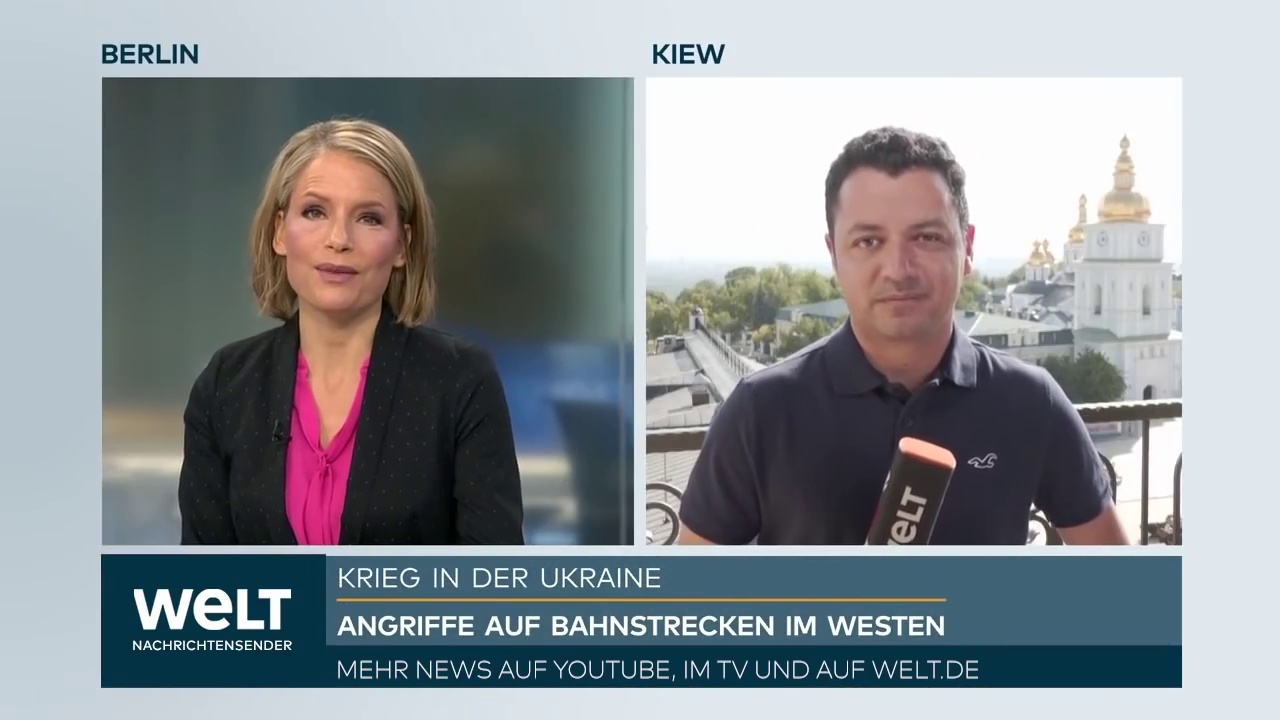 BERLIN
KIEW
WELT
WELT
NACHRICHTENSENDER
KRIEG IN DER UKRAINE
ANGRIFFE AUF BAHNSTRECKEN IM WESTEN
MEHR NEWS AUF YOUTUBE, IM TV UND AUF WELT.DE